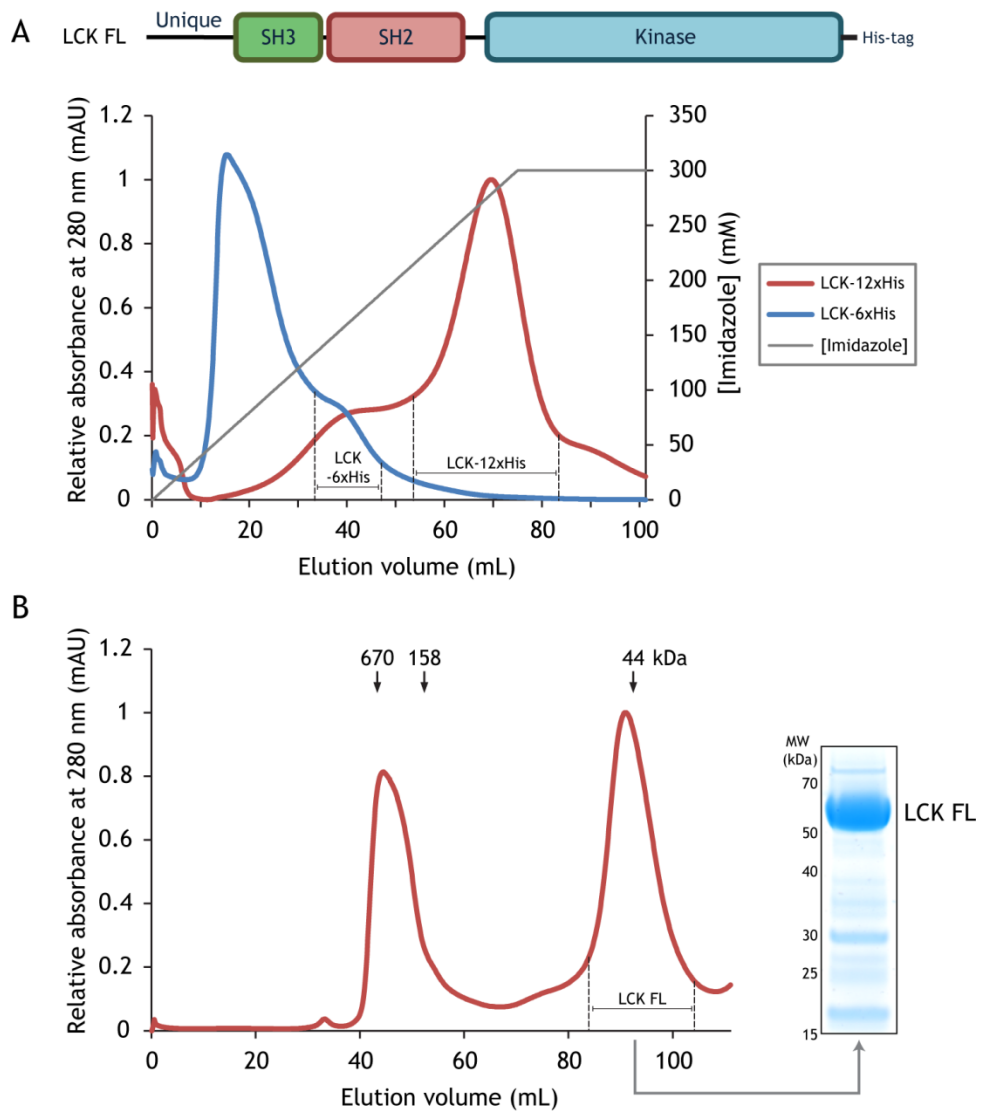 A
LCK FL
Unique
SH3
SH2
Kinase
His-tag
Relative absorbance at 280 nm (mAU)
1.2
1
0.8
0.6
0.4
0.2
0
350
300
250
200
150
100
50
0
[Imidazole] (mW)
LCK
-6xHis
LCK-12xHis
0
20
40
60
80
100
Elution volume (mL)
LCK-12xHis
LCK-6xHis
[Imidazole]
B
Relative absorbance at 280 nm (mAU)
1.2
1
0.8
0.6
0.4
0.2
0
670
158
44 kDa
LCK FL
0
20
40
60
80
100
Elution volume (mL)
MW
(kDa)
70
50
40
30
25
15
LCK FL